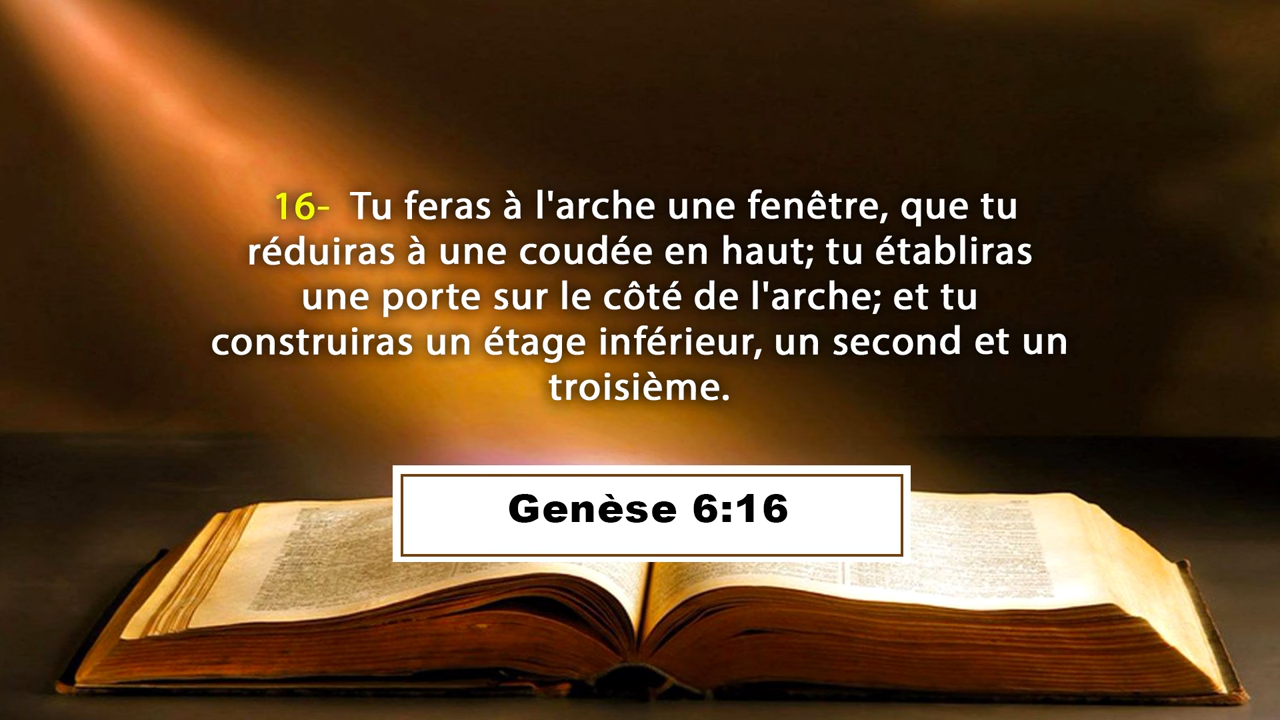 16- Tu feras à l'arche une fenêtre, que tu
réduiras à une coudée en haut; tu établiras
une porte sur le côté de l'arche; et tu
construiras un étage inférieur, un second et un
troisième.
Genèse 6:16